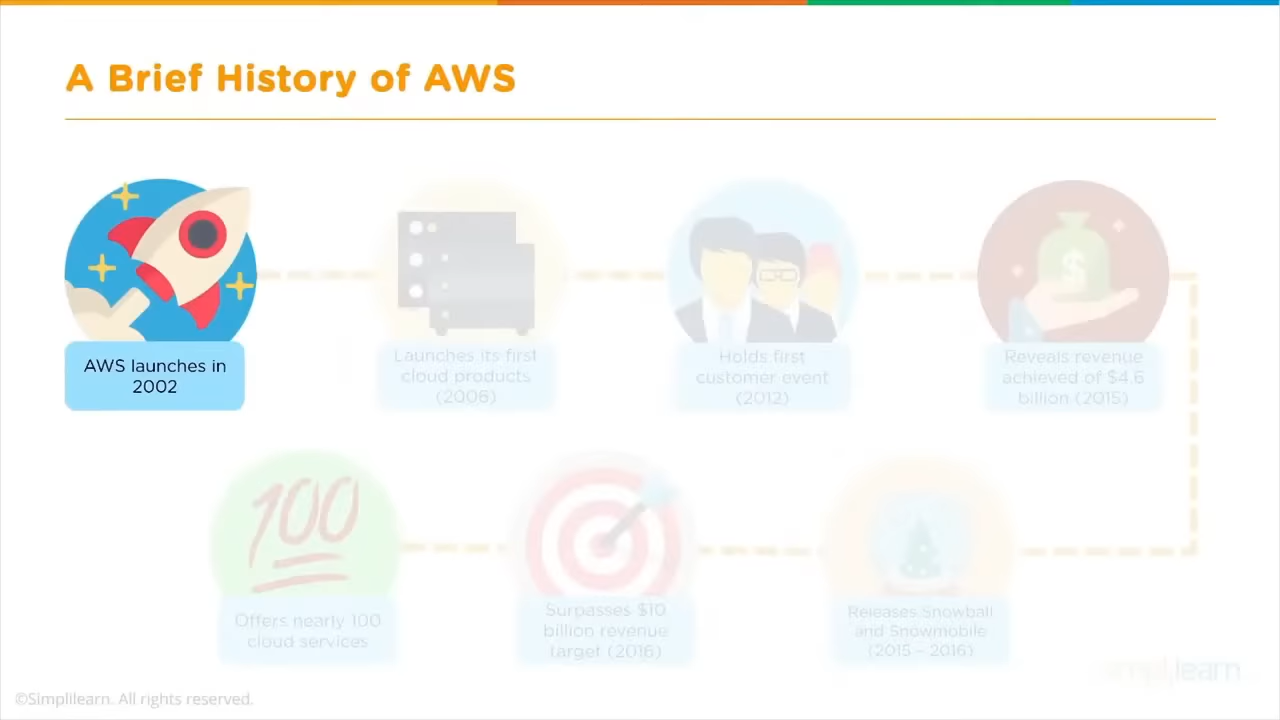 A Brief History of AWS
AWS launches in
2002
Launches its first
cloud products
(2006)
Holds first
customer event
(2012)
Reveals revenue
achieved of $4.6
billion (2015)
$
100
Offers nearly 100
cloud services
Surpasses $10
billion revenue
target (2016)
Releases Snowball
and Snowmobile
(2015 - 2016)
simplilearn
©Simplilearn. All rights reserved.